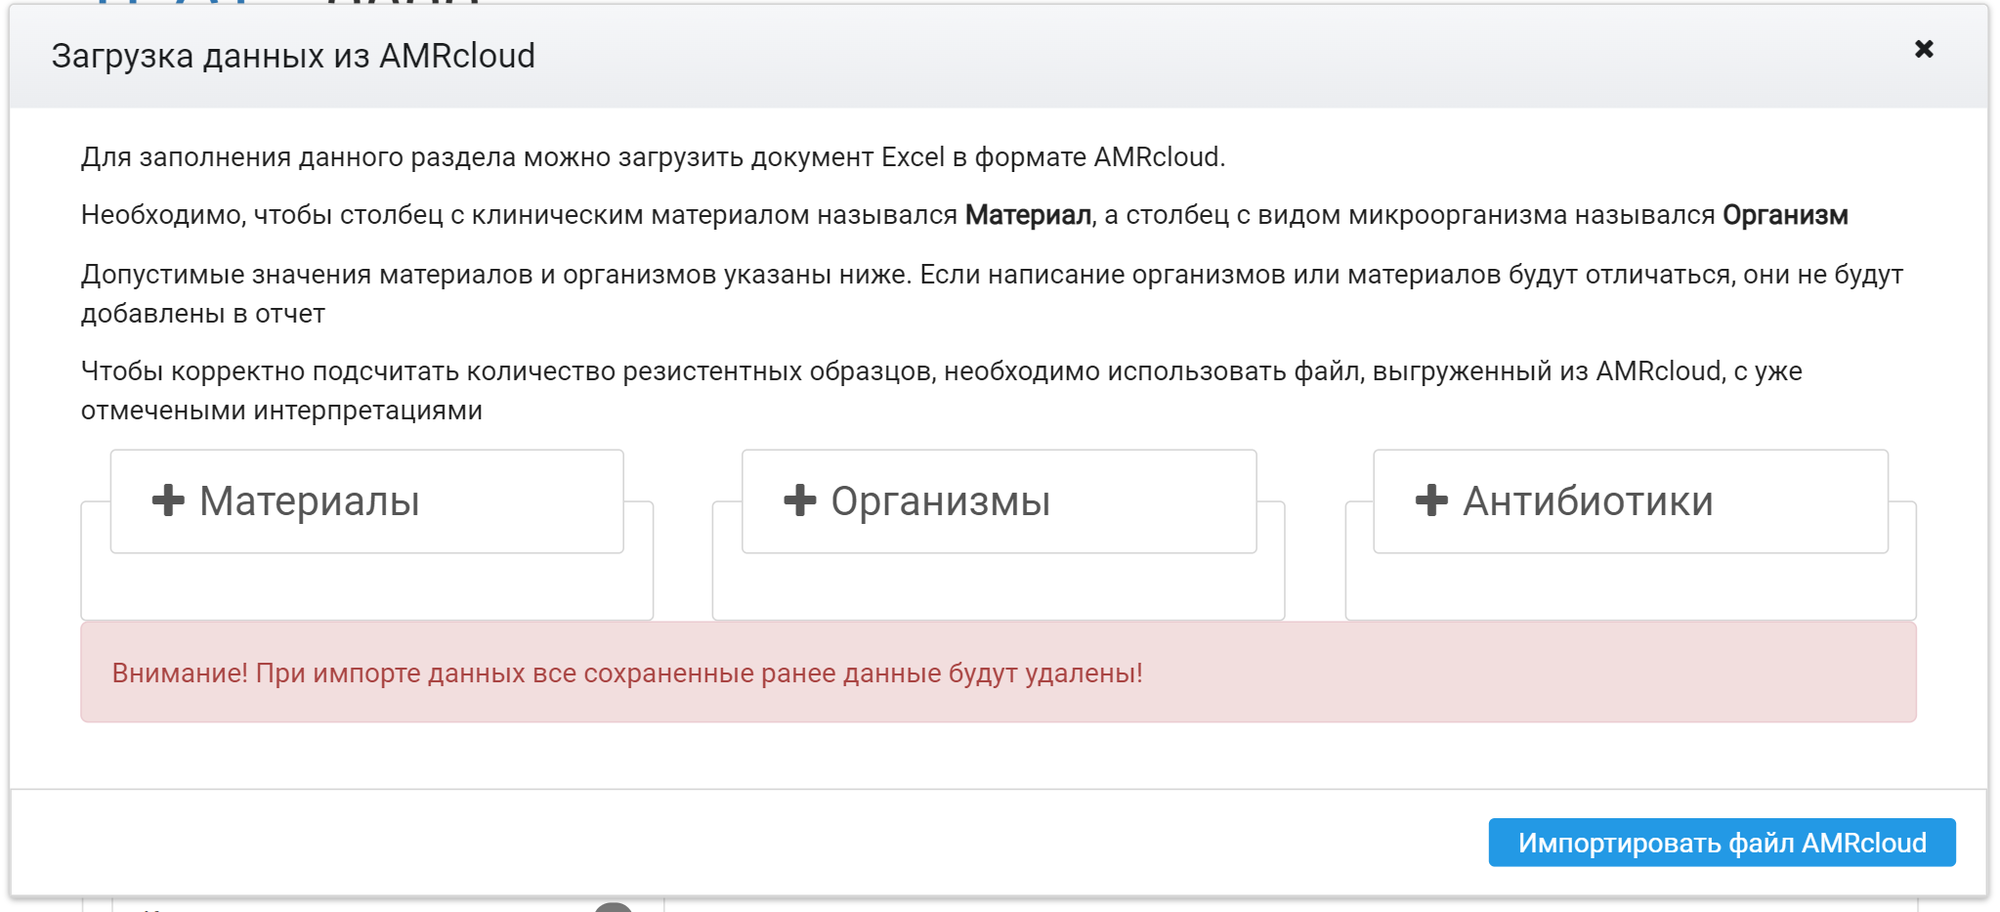 Загрузка данных из AMRcloud
Для заполнения данного раздела можно загрузить документ Excel в формате AMRcloud.
Необходимо, чтобы столбец с клиническим материалом назывался Материал, а столбец с видом микроорганизма назывался Организм
Допустимые значения материалов и организмов указаны ниже. Если написание организмов или материалов будут отличаться, они не будут
добавлены в отчет
Чтобы корректно подсчитать количество резистентных образцов, необходимо использовать файл, выгруженный из AMRcloud, с уже
отмечеными интерпретациями
Материалы
Организмы
Антибиотики
Внимание! При импорте данных все сохраненные ранее данные будут удалены!
Импортировать файл AMRcloud